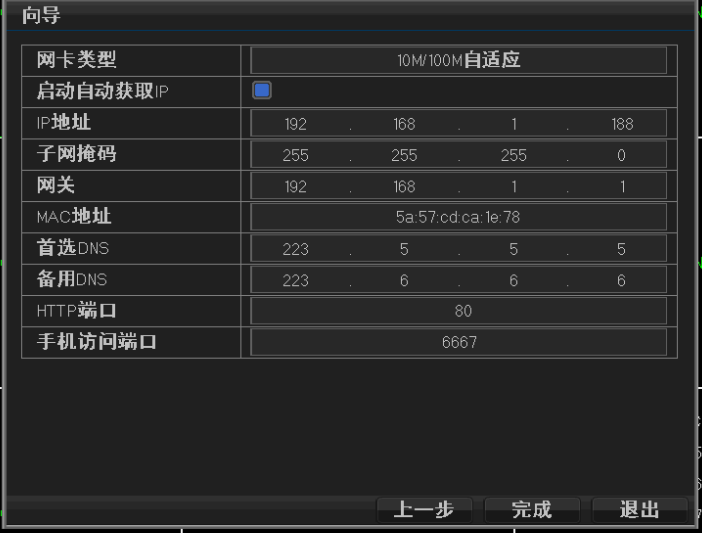 向导
网卡类型 10M/100M自适应
启动自动获取IP
IP地址 192 . 168 . 1 . 188
子网掩码 255 . 255 . 255 . 0
网关 192 . 168 . 1 . 1
MAC地址 5a:57:cd:ca:1e:78
首选DNS 223 . 5 . 5 . 5
备用DNS 223 . 6 . 6 . 6
HTTP端口 80
手机访问端口 6667
上一步 完成 退出